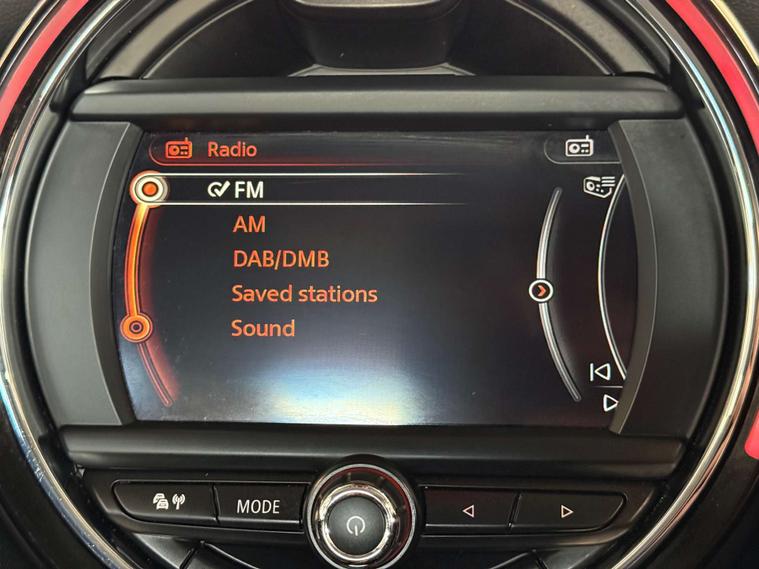 Radio
FM
AM
DAB/DMB
Saved stations
Sound
MODE